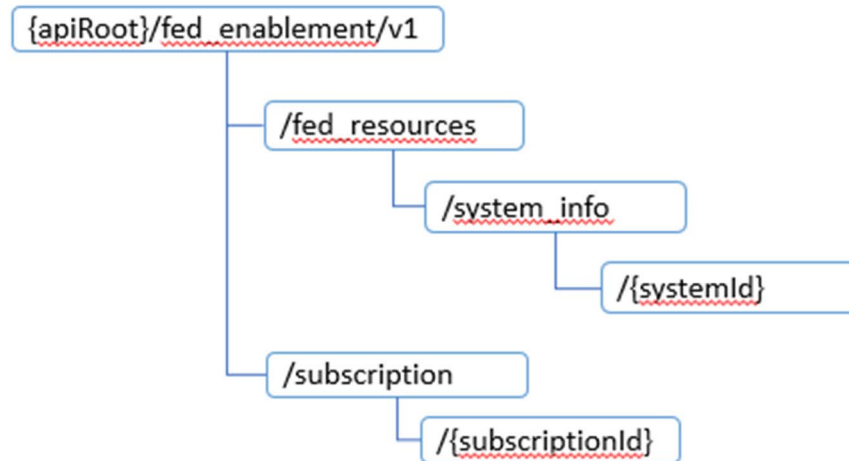 {apiRoot}/fed_enablement/v1
/fed_resources
/system_info
/{systemId}
/subscription
/{subscriptionId}